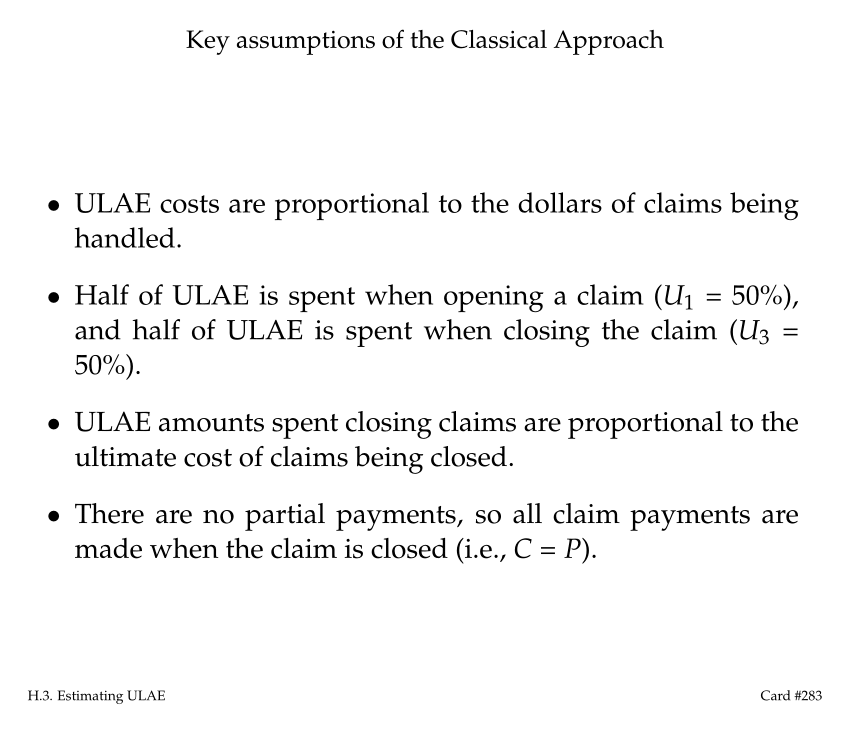 Key assumptions of the Classical Approach
• ULAE costs are proportional to the dollars of claims being
handled.
• Half of ULAE is spent when opening a claim (U₁ = 50%),
and half of ULAE is spent when closing the claim (U₃ =
50%).
• ULAE amounts spent closing claims are proportional to the
ultimate cost of claims being closed.
• There are no partial payments, so all claim payments are
made when the claim is closed (i.e., C = P).
H.3. Estimating ULAE
Card #283